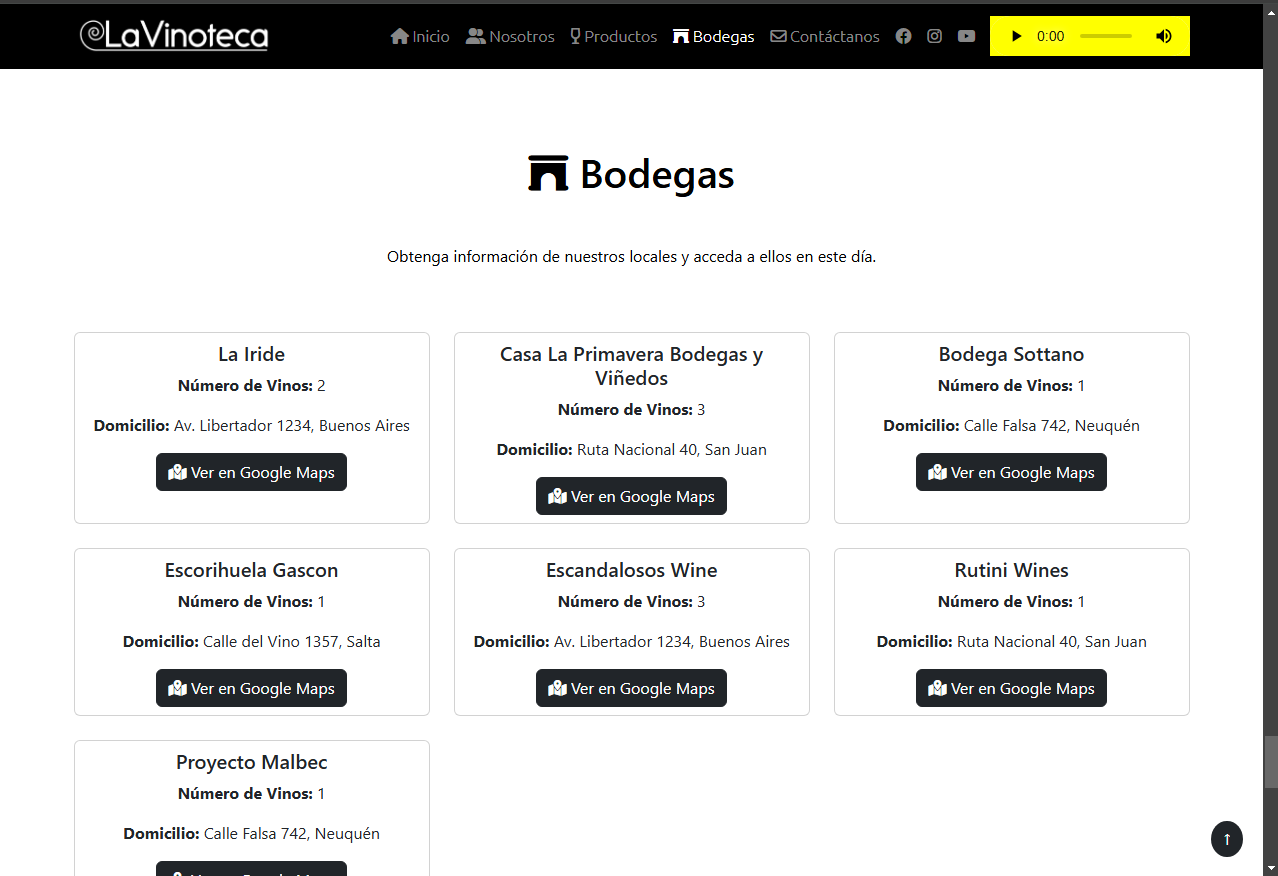 LaVinoteca
Inicio Nosotros Productos Bodegas Contáctanos 0:00
Bodegas
Obtenga información de nuestros locales y acceda a ellos en este día.
La Iride
Número de Vinos: 2
Domicilio: Av. Libertador 1234, Buenos Aires
Ver en Google Maps
Casa La Primavera Bodegas y
Viñedos
Número de Vinos: 3
Domicilio: Ruta Nacional 40, San Juan
Ver en Google Maps
Bodega Sottano
Número de Vinos: 1
Domicilio: Calle Falsa 742, Neuquén
Ver en Google Maps
Escorihuela Gascon
Número de Vinos: 1
Domicilio: Calle del Vino 1357, Salta
Ver en Google Maps
Escandalosos Wine
Número de Vinos: 3
Domicilio: Av. Libertador 1234, Buenos Aires
Ver en Google Maps
Rutini Wines
Número de Vinos: 1
Domicilio: Ruta Nacional 40, San Juan
Ver en Google Maps
Proyecto Malbec
Número de Vinos: 1
Domicilio: Calle Falsa 742, Neuquén